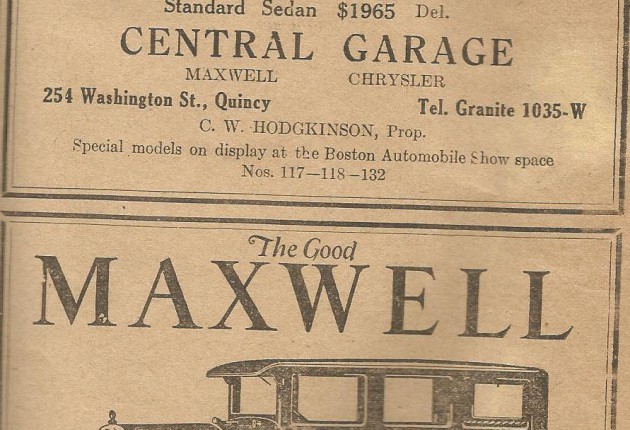 Standard Sedan $1965 Del.
CENTRAL GARAGE
MAXWELL CHRYSLER
254 Washington St., Quincy Tel. Granite 1035-W
C. W. HODGKINSON, Prop.
Special models on display at the Boston Automobile Show space
Nos. 117—118—132
The Good
MAXWELL